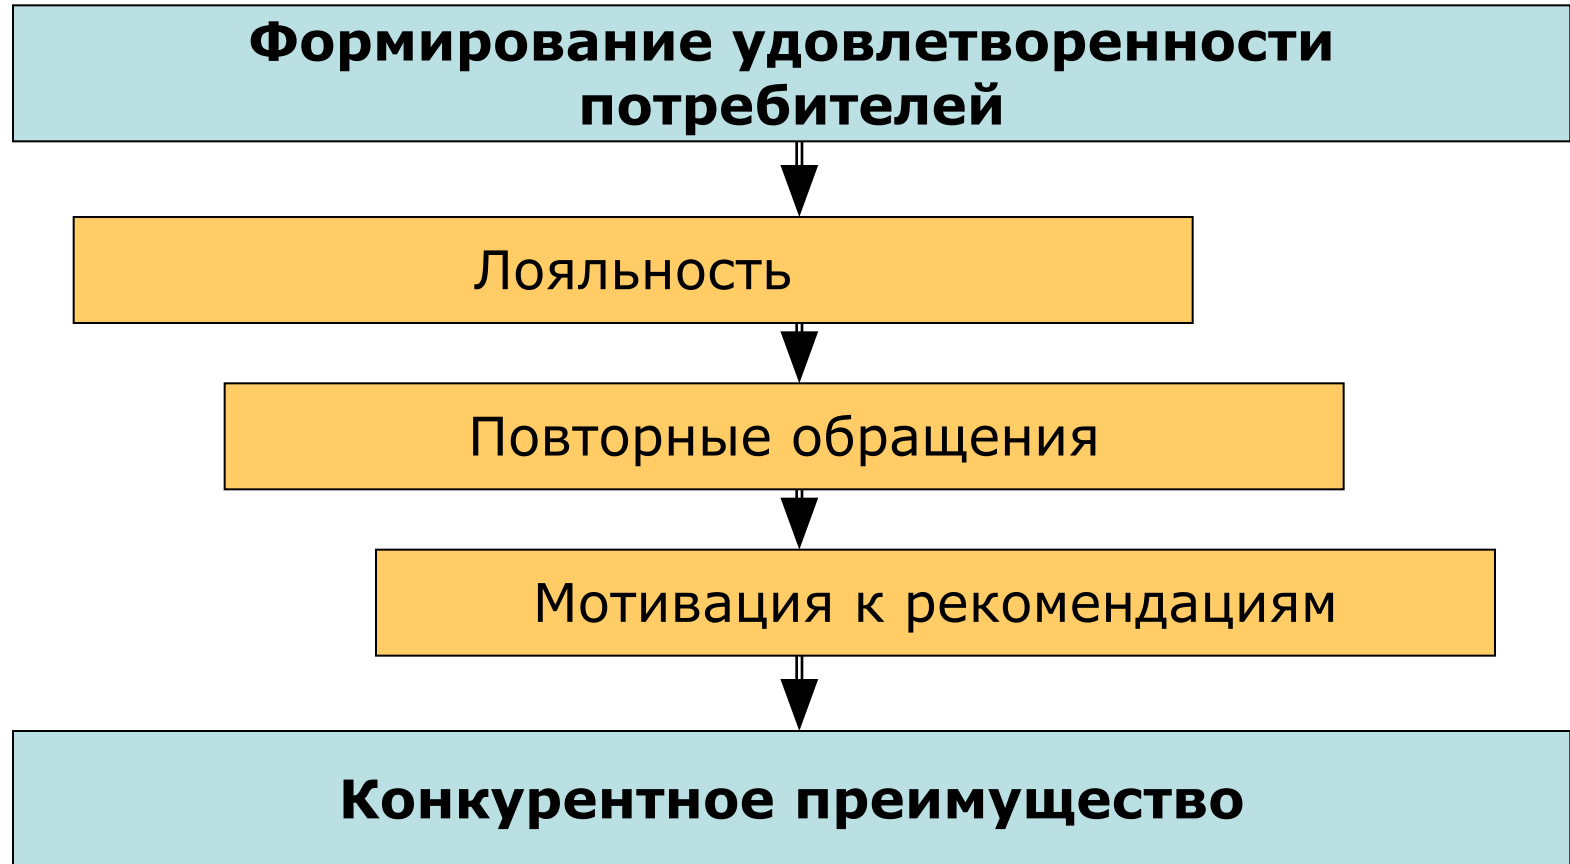 Формирование удовлетворенности
потребителей
Лояльность
Повторные обращения
Мотивация к рекомендациям
Конкурентное преимущество